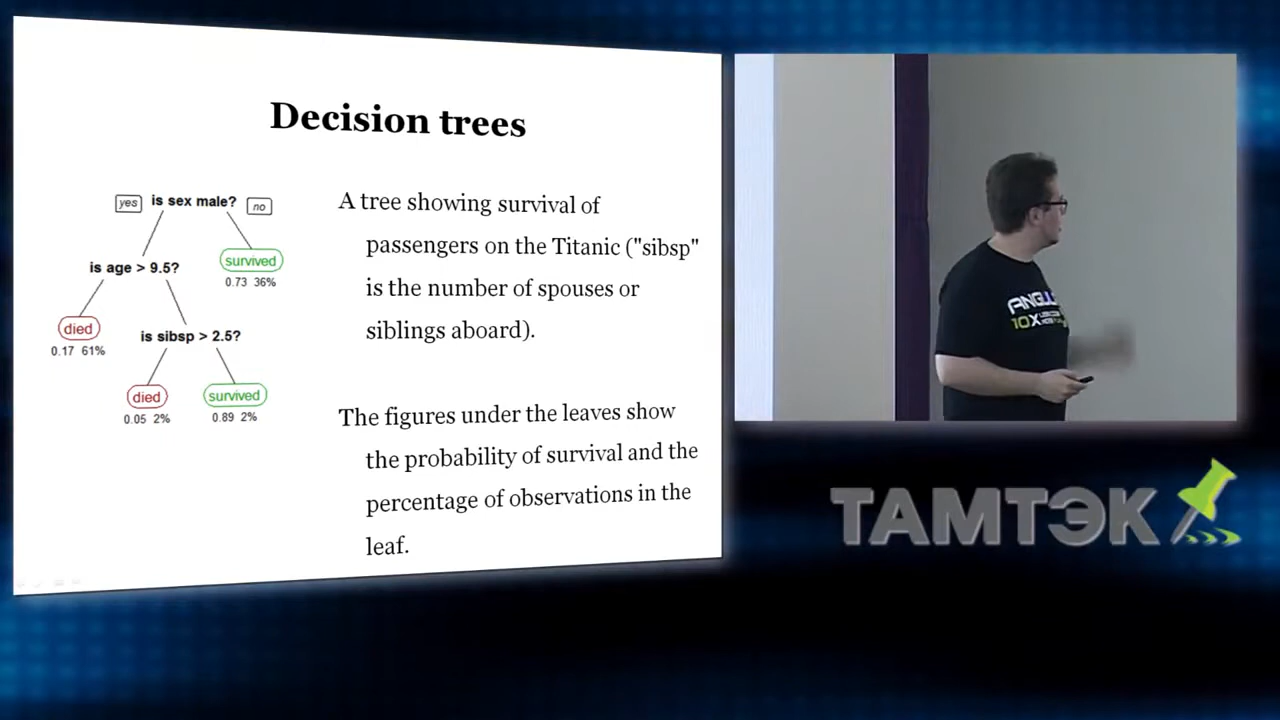 Decision trees
yes
is sex male?
no
is age > 9.5?
survived
0.73 36%
died
0.17 61%
is sibsp > 2.5?
died
0.05 2%
survived
0.89 2%
A tree showing survival of
passengers on the Titanic ("sibsp"
is the number of spouses or
siblings aboard).
The figures under the leaves show
the probability of survival and the
percentage of observations in the
leaf.
10X
ТАМТЭК